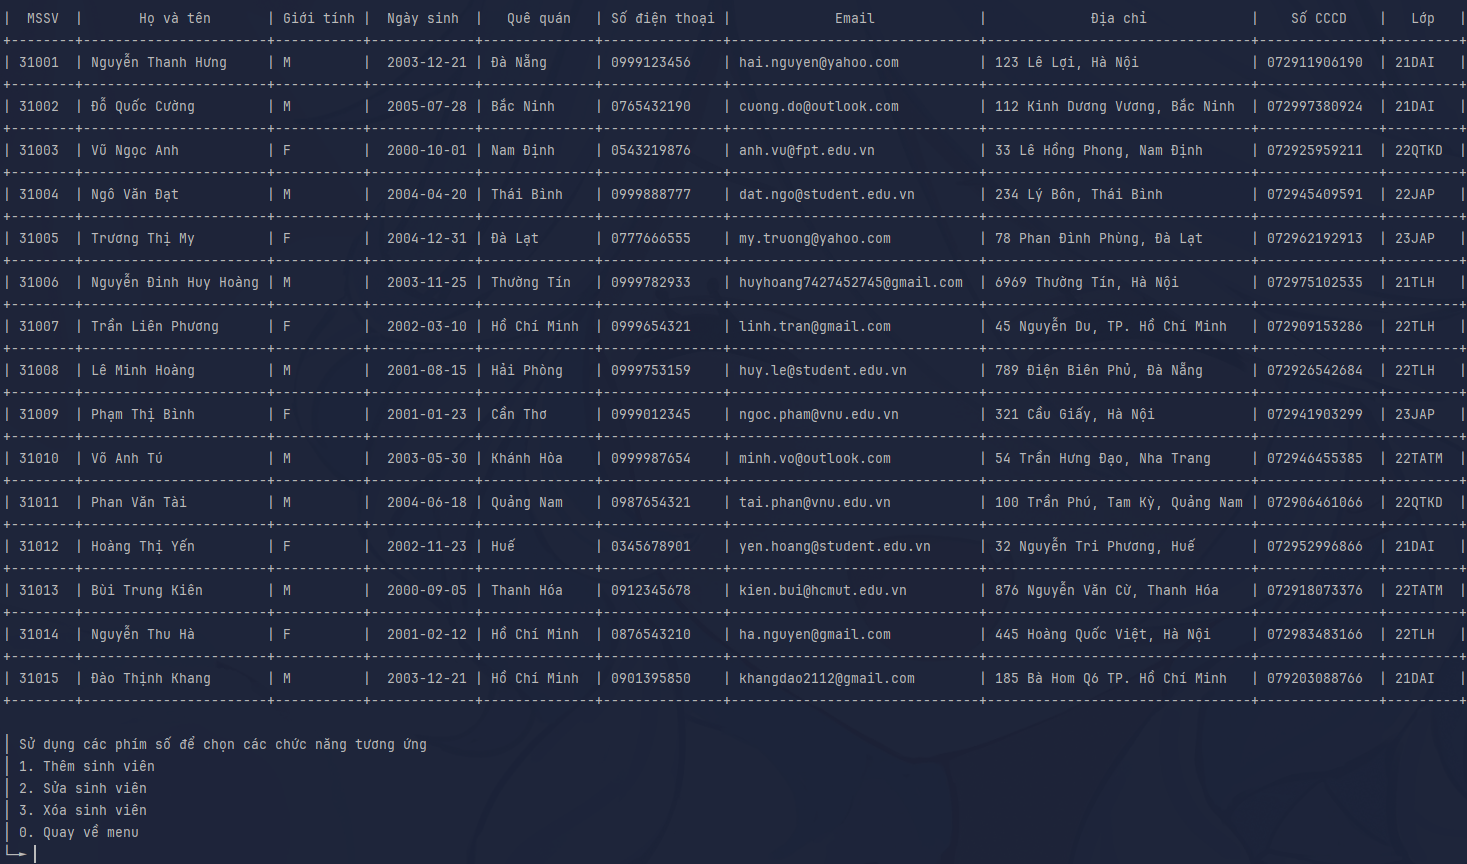 | MSSV | Họ và tên | Giới tính | Ngày sinh | Quê quán | Số điện thoại | Email | Địa chỉ | Số CCCD | Lớp |
| 31001 | Nguyễn Thanh Hưng | M | 2003-12-21 | Đà Nẵng | 0999123456 | hai.nguyen@yahoo.com | 123 Lê Lợi, Hà Nội | 072911906190 | 21DAI |
| 31002 | Đỗ Quốc Cường | M | 2005-07-28 | Bắc Ninh | 0765432190 | cuong.do@outlook.com | 112 Kinh Dương Vương, Bắc Ninh | 072997380924 | 21DAI |
| 31003 | Vũ Ngọc Anh | F | 2000-10-01 | Nam Định | 0543219876 | anh.vu@fpt.edu.vn | 33 Lê Hồng Phong, Nam Định | 072925959211 | 22QTKD |
| 31004 | Ngô Văn Đạt | M | 2004-04-20 | Thái Bình | 0999888777 | dat.ngo@student.edu.vn | 234 Lý Bôn, Thái Bình | 072945409591 | 22JAP |
| 31005 | Trương Thị My | F | 2004-12-31 | Đà Lạt | 0777666555 | my.truong@yahoo.com | 78 Phan Đình Phùng, Đà Lạt | 072962192913 | 23JAP |
| 31006 | Nguyễn Đinh Huy Hoàng | M | 2003-11-25 | Thường Tín | 0999782933 | huyhoang7427452745@gmail.com | 6969 Thường Tín, Hà Nội | 072975102535 | 21TLH |
| 31007 | Trần Liên Phương | F | 2002-03-10 | Hồ Chí Minh | 0999654321 | linh.tran@gmail.com | 45 Nguyễn Du, TP. Hồ Chí Minh | 072909153286 | 22TLH |
| 31008 | Lê Minh Hoàng | M | 2001-08-15 | Hải Phòng | 0999753159 | huy.le@student.edu.vn | 789 Điện Biên Phủ, Đà Nẵng | 072926542684 | 22TLH |
| 31009 | Phạm Thị Bình | F | 2001-01-23 | Cần Thơ | 0999012345 | ngoc.pham@vnu.edu.vn | 321 Cầu Giấy, Hà Nội | 072941903299 | 23JAP |
| 31010 | Võ Anh Tú | M | 2003-05-30 | Khánh Hòa | 0999987654 | minh.vo@outlook.com | 54 Trần Hưng Đạo, Nha Trang | 072946455385 | 22TATM |
| 31011 | Phan Văn Tài | M | 2004-06-18 | Quảng Nam | 0987654321 | tai.phan@vnu.edu.vn | 100 Trần Phú, Tam Kỳ, Quảng Nam | 072906461066 | 22QTKD |
| 31012 | Hoàng Thị Yến | F | 2002-11-23 | Huế | 0345678901 | yen.hoang@student.edu.vn | 32 Nguyễn Tri Phương, Huế | 072952996866 | 21DAI |
| 31013 | Bùi Trung Kiên | M | 2000-09-05 | Thanh Hóa | 0912345678 | kien.bui@hcmut.edu.vn | 876 Nguyễn Văn Cừ, Thanh Hóa | 072918073376 | 22TATM |
| 31014 | Nguyễn Thu Hà | F | 2001-02-12 | Hồ Chí Minh | 0876543210 | ha.nguyen@gmail.com | 445 Hoàng Quốc Việt, Hà Nội | 072983483166 | 22TLH |
| 31015 | Đào Thịnh Khang | M | 2003-12-21 | Hồ Chí Minh | 0901395850 | khangdao2112@gmail.com | 185 Bà Hom Q6 TP. Hồ Chí Minh | 079203088766 | 21DAI |
Sử dụng các phím số để chọn các chức năng tương ứng
1. Thêm sinh viên
2. Sửa sinh viên
3. Xóa sinh viên
0. Quay về menu